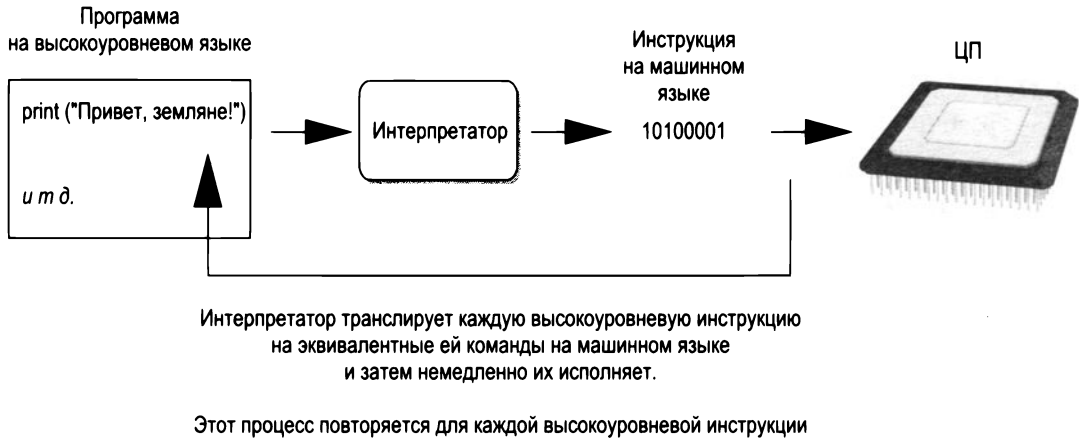 Программа
на высокоуровневом языке
print ("Привет, земляне!")
и т д.
Интерпретатор
Инструкция
на машинном
языке
10100001
ЦП
Интерпретатор транслирует каждую высокоуровневую инструкцию
на эквивалентные ей команды на машинном языке
и затем немедленно их исполняет.
Этот процесс повторяется для каждой высокоуровневой инструкции